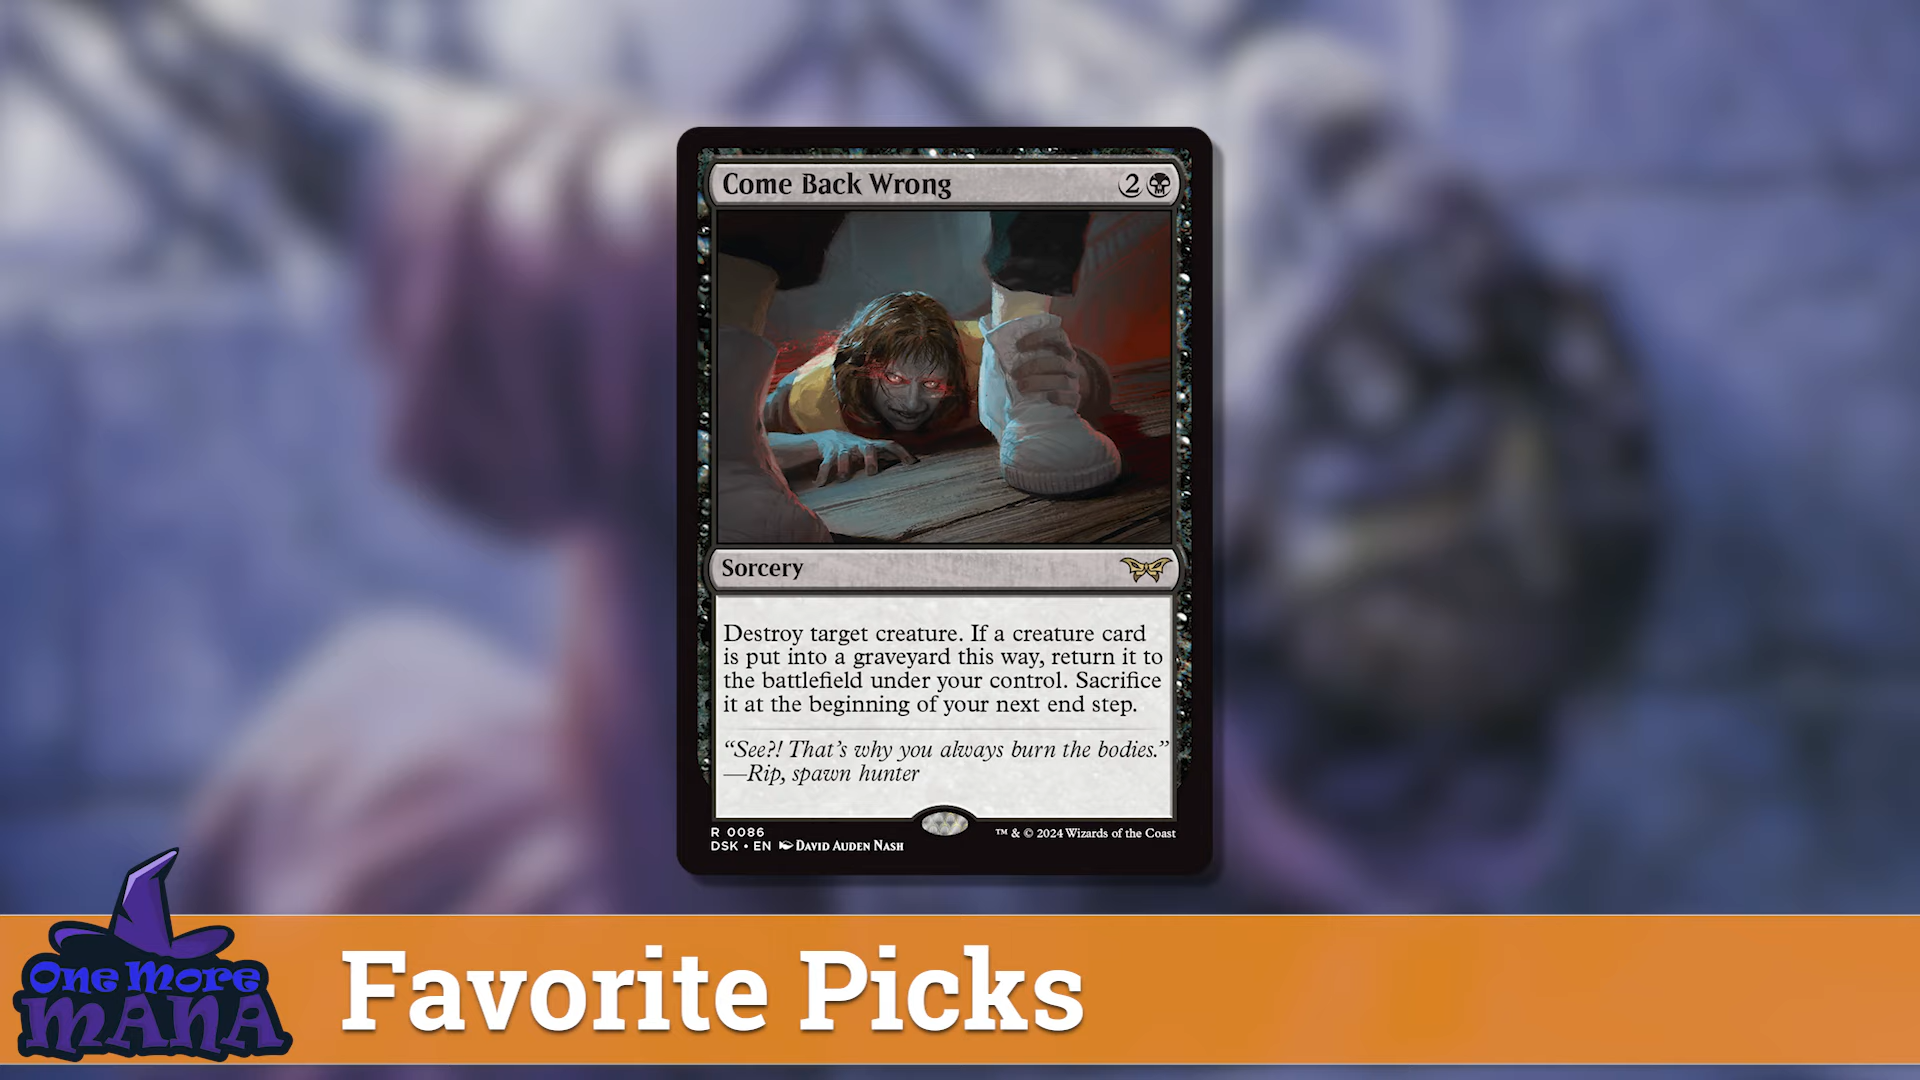 Come Back Wrong 2
Sorcery
Destroy target creature. If a creature card
is put into a graveyard this way, return it to
the battlefield under your control. Sacrifice
it at the beginning of your next end step.
“See?! That’s why you always burn the bodies.”
—Rip, spawn hunter
R 0086
DSK • EN DAVID AUDEN NASH
™ & © 2024 Wizards of the Coast
One More
MANA
Favorite Picks